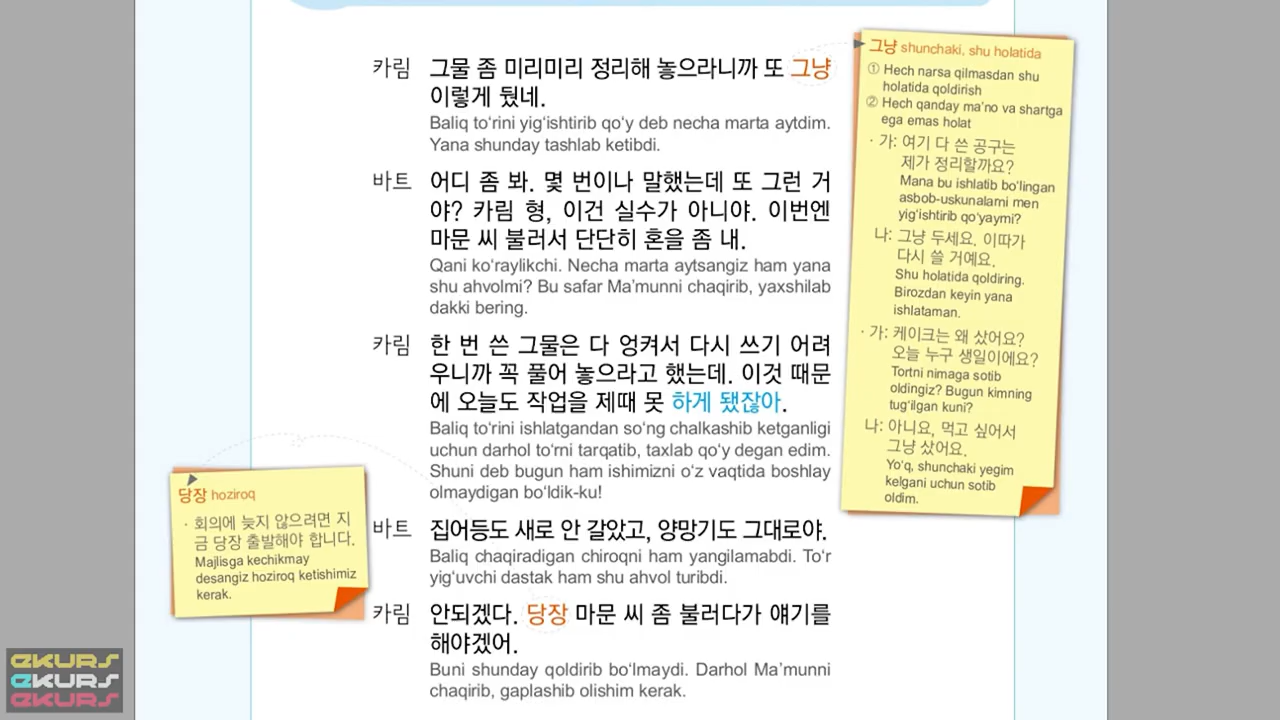 카림 그물 좀 미리미리 정리해 놓으라니까 또 그냥
이렇게 뒀네.
Baliq to‘rini yig‘ishtirib qo‘y deb necha marta aytdim.
Yana shunday tashlab ketibdi.
바트 어디 좀 봐. 몇 번이나 말했는데 또 그런 거
야? 카림 형, 이건 실수가 아니야. 이번엔
마문 씨 불러서 단단히 혼을 좀 내.
Qani ko‘raylikchi. Necha marta aytsangiz ham yana
shu ahvolmi? Bu safar Ma’munni chaqirib, yaxshilab
dakki bering.
카림 한 번 쓴 그물은 다 엉켜서 다시 쓰기 어려
우니까 꼭 풀어 놓으라고 했는데. 이것 때문
에 오늘도 작업을 제때 못 하게 됐잖아.
Baliq to‘rini ishlatgandan so‘ng chalkashib ketganligi
uchun darhol to‘rni tarqatib, taxlab qo‘y degan edim.
Shuni deb bugun ham ishimizni o‘z vaqtida boshlay
olmaydigan bo‘ldik-ku!
바트 집어등도 새로 안 갈았고, 양망기도 그대로야.
Baliq chaqiradigan chiroqni ham yangilamabdi. To‘r
yig‘uvchi dastak ham shu ahvol turibdi.
카림 안되겠다. 당장 마문 씨 좀 불러다가 얘기를
해야겠어.
Buni shunday qoldirib bo‘lmaydi. Darhol Ma’munni
chaqirib, gaplashib olishim kerak.
그냥 shunchaki, shu holatida
① Hech narsa qilmasdan shu
holatida qoldirish
② Hech qanday ma’no va shartga
ega emas holat
· 가: 여기 다 쓴 공구는
제가 정리할까요?
Mana bu ishlatib bo‘lingan
asbob-uskunalarni men
yig‘ishtirib qo‘yaymi?
나: 그냥 두세요. 이따가
다시 쓸 거예요.
Shu holatida qoldiring.
Birozdan keyin yana
ishlataman.
· 가: 케이크는 왜 샀어요?
오늘 누구 생일이에요?
Tortni nimaga sotib
oldingiz? Bugun kimning
tug‘ilgan kuni?
나: 아니요, 먹고 싶어서
그냥 샀어요.
Yo‘q, shunchaki yegim
kelgani uchun sotib
oldim.
당장 hoziroq
· 회의에 늦지 않으려면 지
금 당장 출발해야 합니다.
Majlisga kechikmay
desangiz hoziroq ketishimiz
kerak.
EKURS
EKURS
EKURS